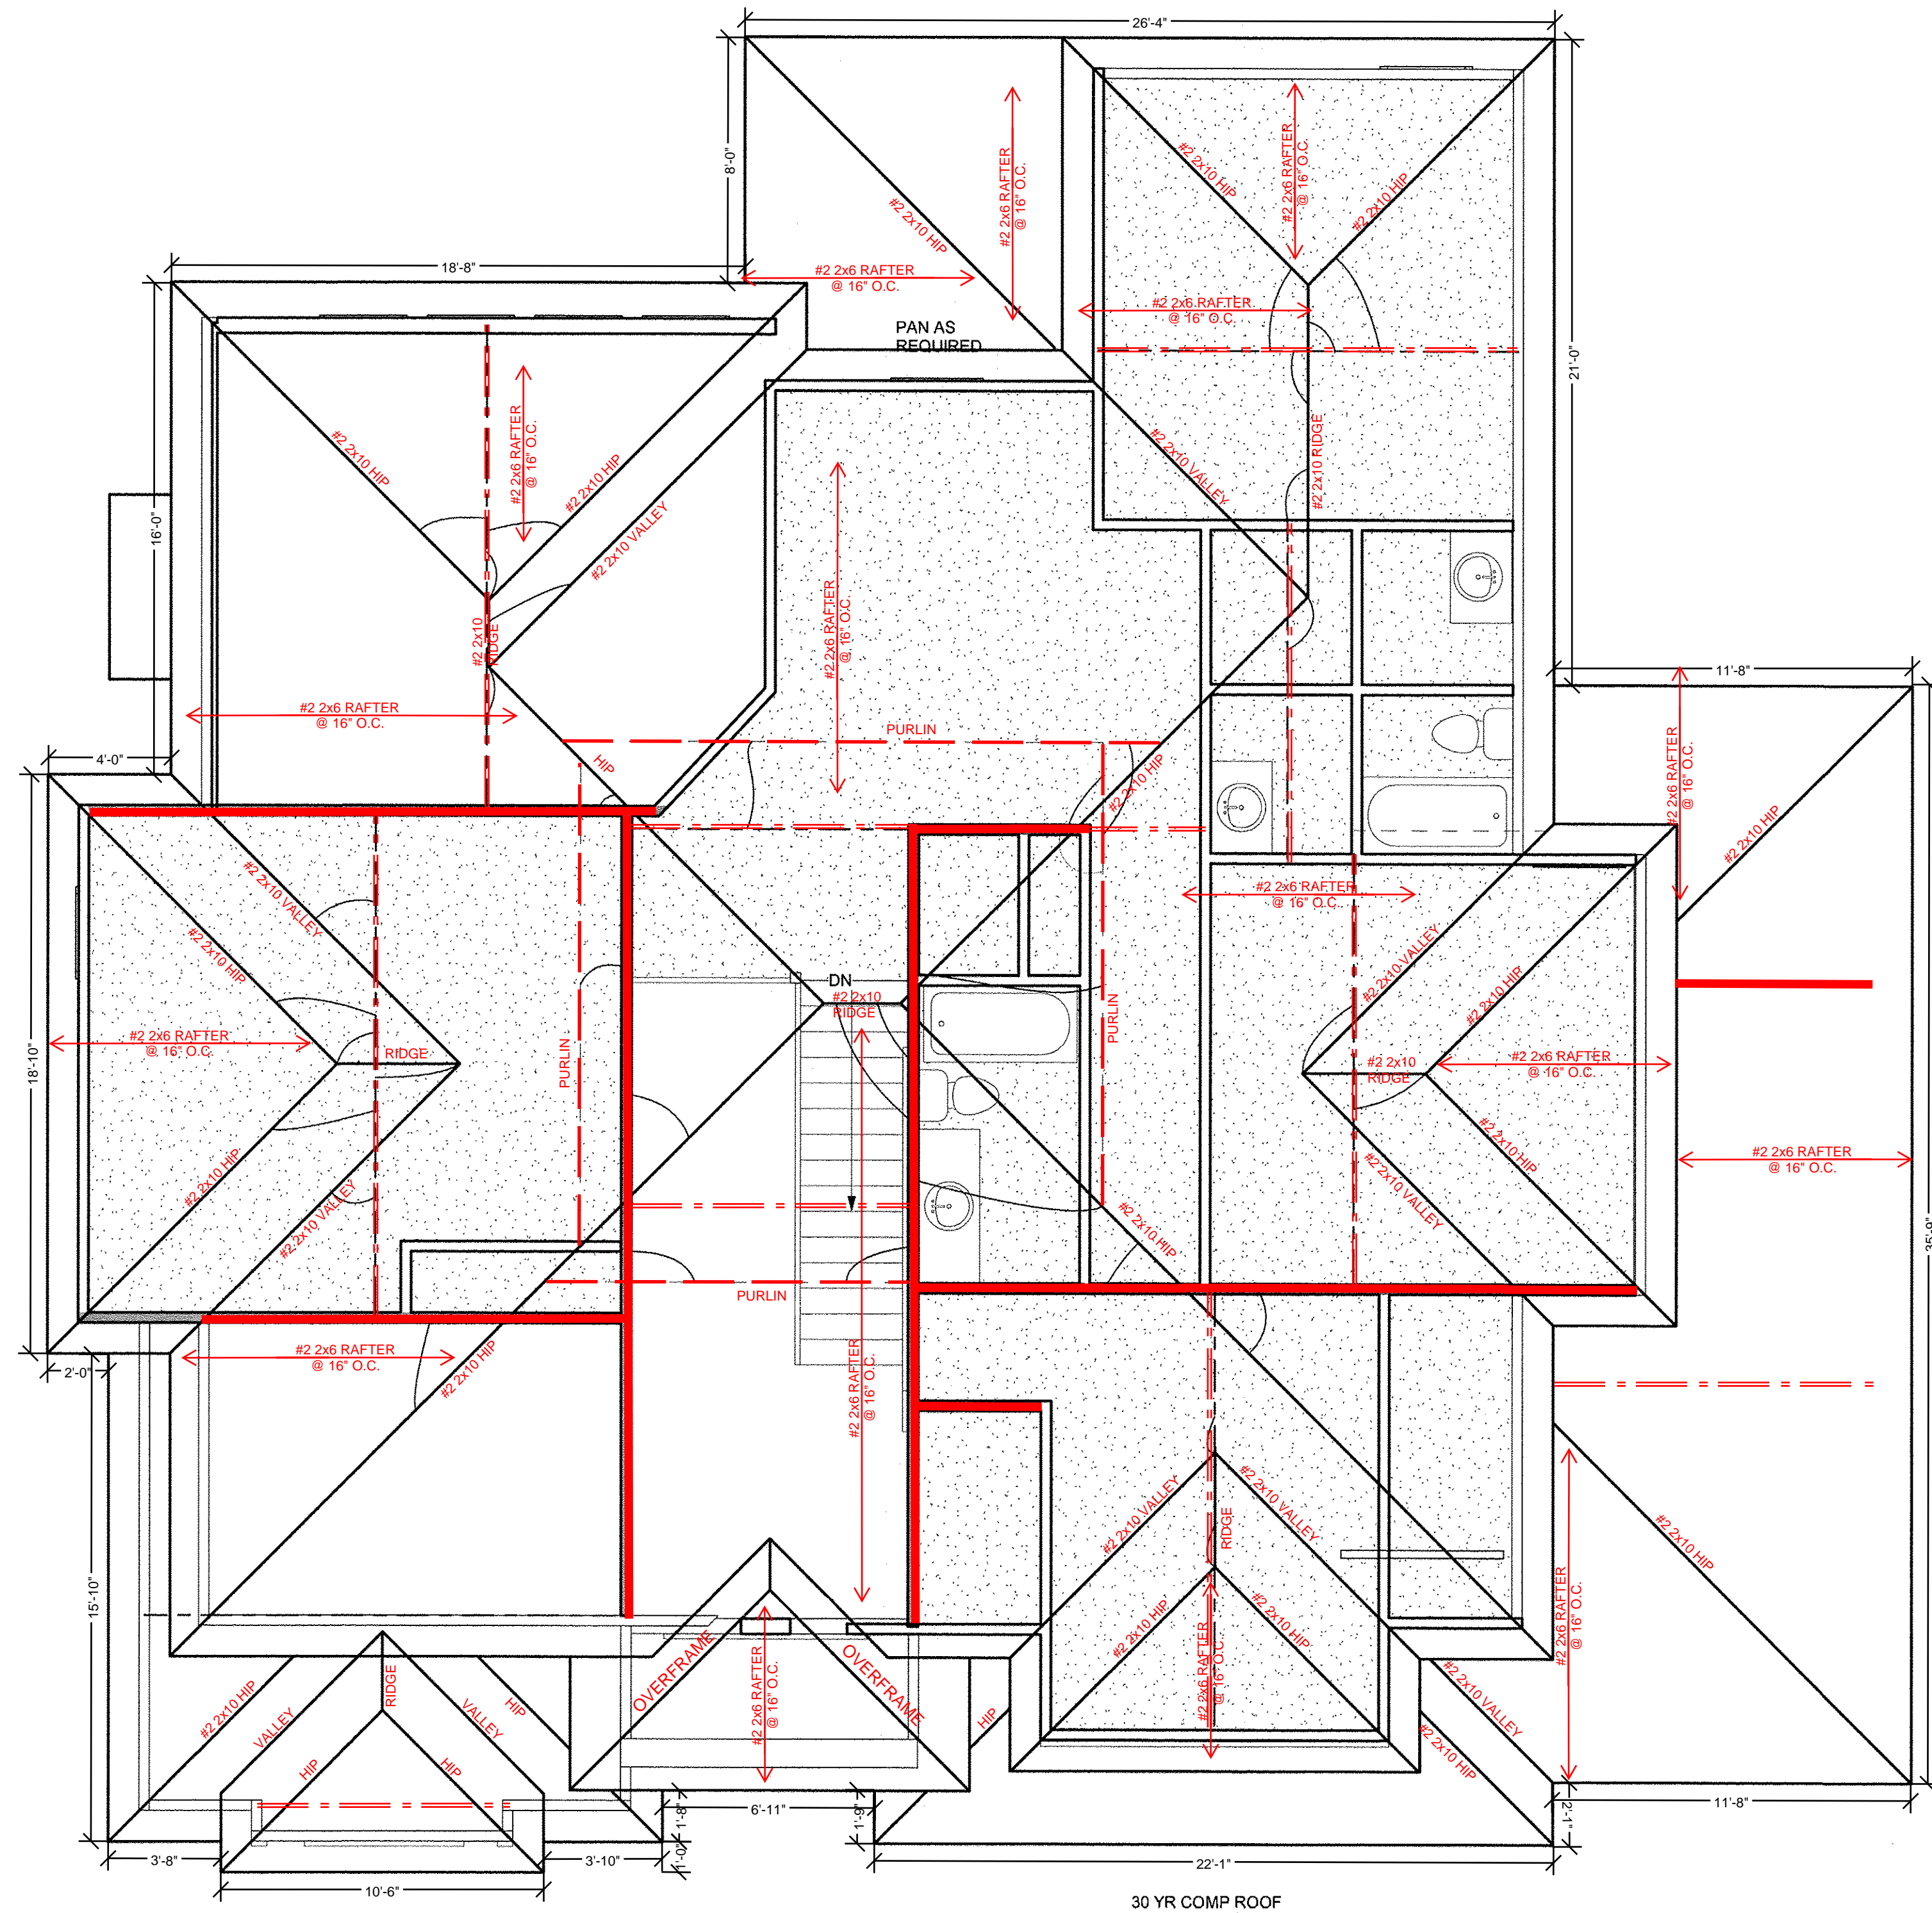 26'-4"
8'-0"
#2 2x10 HIP
#2 2x6 RAFTER
@ 16" O.C.
#2 2x10 HIP
#2 2x6 RAFTER
@ 16" O.C.
#2 2x10 HIP
18'-8"
#2 2x6 RAFTER
@ 16" O.C.
#2 2x6 RAFTER
@ 16" O.C.
PAN AS
REQUIRED
21'-0"
16'-0"
#2 2x10 HIP
#2 2x6 RAFTER
@ 16" O.C.
#2 2x10 HIP
#2 2x10 VALLEY
#2 2x10 VALLEY
#2 2x10 RIDGE
#2 2x10
RIDGE
#2 2x6 RAFTER
@ 16" O.C.
#2 2x6 RAFTER
@ 16" O.C.
11'-8"
PURLIN
4'-0"
HIP
#2 2x10 HIP
#2 2x6 RAFTER
@ 16" O.C.
#2 2x10 HIP
#2 2x10 VALLEY
#2 2x10 HIP
#2 2x6 RAFTER
@ 16" O.C.
#2 2x10 VALLEY
#2 2x10 HIP
DN
#2 2x10
RIDGE
PURLIN
18'-10"
#2 2x6 RAFTER
@ 16" O.C.
RIDGE
PURLIN
#2 2x10
RIDGE
#2 2x6 RAFTER
@ 16" O.C.
#2 2x10 HIP
#2 2x10 VALLEY
#2 2x10 VALLEY
#2 2x10 HIP
#2 2x6 RAFTER
@ 16" O.C.
35'-9"
#2 2x10 HIP
PURLIN
2'-0"
#2 2x6 RAFTER
@ 16" O.C.
#2 2x10 HIP
#2 2x6 RAFTER
@ 16" O.C.
#2 2x10 VALLEY
#2 2x10 VALLEY
RIDGE
#2 2x10 HIP
15'-10"
#2 2x10 HIP
#2 2x10 HIP
#2 2x6 RAFTER
@ 16" O.C.
#2 2x6 RAFTER
@ 16" O.C.
OVERFRAME
#2 2x6 RAFTER
@ 16" O.C.
OVERFRAME
#2 2x10 HIP
VALLEY
RIDGE
VALLEY
HIP
HIP
#2 2x10 VALLEY
#2 2x10 HIP
HIP
HIP
1'-8"
6'-11"
1'-9"
2'-1"
11'-8"
3'-8"
3'-10"
1'-0"
22'-1"
10'-6"
30 YR COMP ROOF